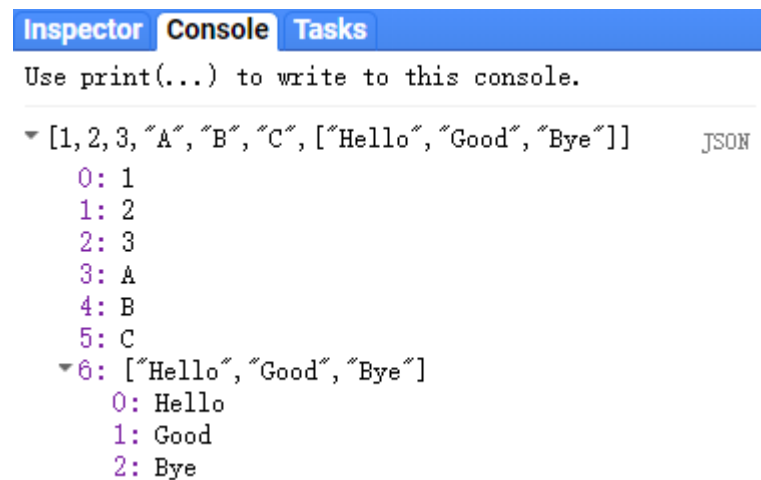 Inspector Console Tasks
Use print(...) to write to this console.
[1,2,3,"A","B","C",["Hello","Good","Bye"]] JSON
0: 1
1: 2
2: 3
3: A
4: B
5: C
6: ["Hello","Good","Bye"]
0: Hello
1: Good
2: Bye